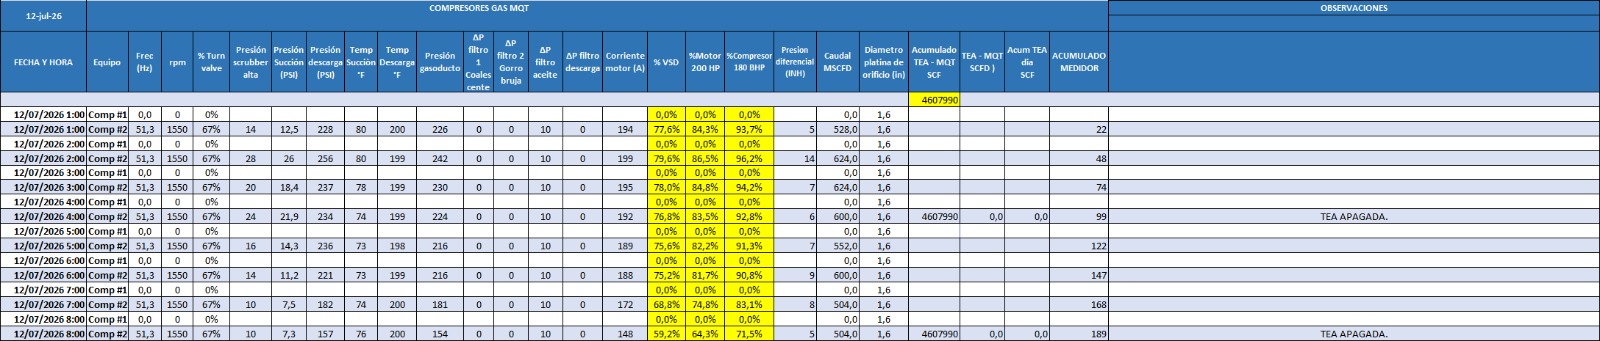 12-jul-26 COMPRESORES GAS MQT OBSERVACIONES
FECHA Y HORA Equipo Frec (Hz) rpm % Turn valve Presión scrubber alta Presión Succión (PSI) Presión descarga (PSI) Temp Succiòn °F Temp Descarga °F Presión gasoducto ΔP filtro 1 Coales cente ΔP filtro 2 Gorro bruja ΔP filtro aceite ΔP filtro descarga Corriente motor (A) % VSD %Motor 200 HP %Compresor 180 BHP Presion diferencial (INH) Caudal MSCFD Diametro platina de orificio (in) Acumulado TEA - MQT SCF TEA - MQT SCFD ) Acum TEA dia SCF ACUMULADO MEDIDOR
4607990
12/07/2026 1:00 Comp #1 0,0 0 0% 0,0% 0,0% 0,0% 0,0 1,6
12/07/2026 1:00 Comp #2 51,3 1550 67% 14 12,5 228 80 200 226 0 0 10 0 194 77,6% 84,3% 93,7% 5 528,0 1,6 22
12/07/2026 2:00 Comp #1 0,0 0 0% 0,0% 0,0% 0,0% 0,0 1,6
12/07/2026 2:00 Comp #2 51,3 1550 67% 28 26 256 80 199 242 0 0 10 0 199 79,6% 86,5% 96,2% 14 624,0 1,6 48
12/07/2026 3:00 Comp #1 0,0 0 0% 0,0% 0,0% 0,0% 0,0 1,6
12/07/2026 3:00 Comp #2 51,3 1550 67% 20 18,4 237 78 199 230 0 0 10 0 195 78,0% 84,8% 94,2% 7 624,0 1,6 74
12/07/2026 4:00 Comp #1 0,0 0 0% 0,0% 0,0% 0,0% 0,0 1,6
12/07/2026 4:00 Comp #2 51,3 1550 67% 24 21,9 234 74 199 224 0 0 10 0 192 76,8% 83,5% 92,8% 6 600,0 1,6 4607990 0,0 0,0 99 TEA APAGADA.
12/07/2026 5:00 Comp #1 0,0 0 0% 0,0% 0,0% 0,0% 0,0 1,6
12/07/2026 5:00 Comp #2 51,3 1550 67% 16 14,3 236 73 198 216 0 0 10 0 189 75,6% 82,2% 91,3% 7 552,0 1,6 122
12/07/2026 6:00 Comp #1 0,0 0 0% 0,0% 0,0% 0,0% 0,0 1,6
12/07/2026 6:00 Comp #2 51,3 1550 67% 14 11,2 221 73 199 216 0 0 10 0 188 75,2% 81,7% 90,8% 9 600,0 1,6 147
12/07/2026 7:00 Comp #1 0,0 0 0% 0,0% 0,0% 0,0% 0,0 1,6
12/07/2026 7:00 Comp #2 51,3 1550 67% 10 7,5 182 74 200 181 0 0 10 0 172 68,8% 74,8% 83,1% 8 504,0 1,6 168
12/07/2026 8:00 Comp #1 0,0 0 0% 0,0% 0,0% 0,0% 0,0 1,6
12/07/2026 8:00 Comp #2 51,3 1550 67% 10 7,3 157 76 200 154 0 0 10 0 148 59,2% 64,3% 71,5% 5 504,0 1,6 4607990 0,0 0,0 189 TEA APAGADA.